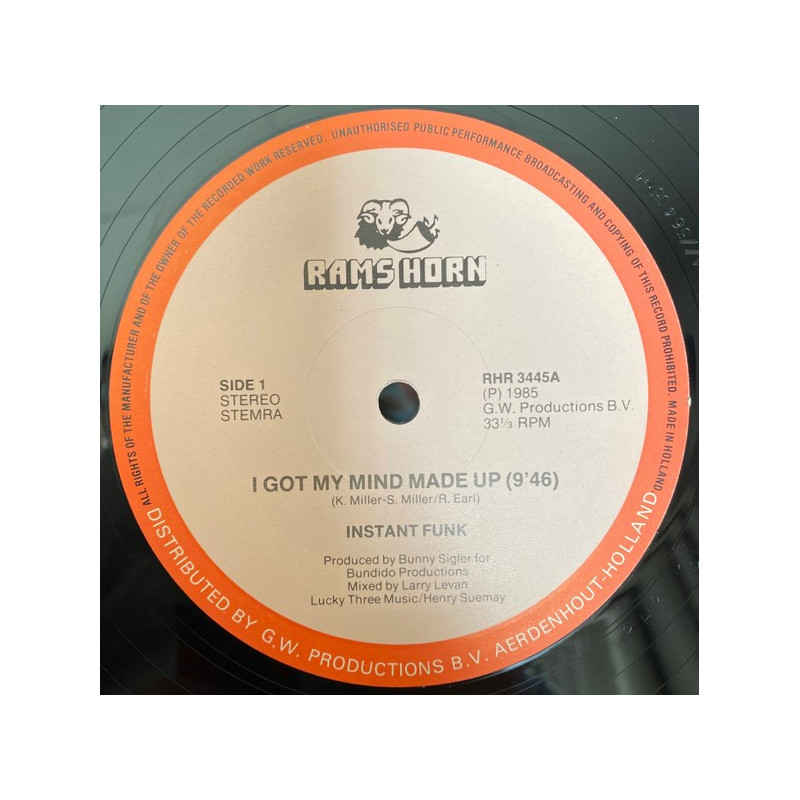 ALL RIGHTS OF THE MANUFACTURER AND OF THE OWNER OF THE RECORDED WORK RESERVED. UNAUTHORISED PUBLIC PERFORMANCE BROADCASTING AND COPYING OF THIS RECORD PROHIBITED. MADE IN HOLLAND
RAMS HORN
SIDE 1
STEREO
STEMRA
RHR 3445A
(P) 1985
G.W. Productions B.V.
33⅓ RPM
I GOT MY MIND MADE UP (9'46)
(K. Miller-S. Miller/R. Earl)
INSTANT FUNK
Produced by Bunny Sigler for
Bundido Productions
Mixed by Larry Levan
Lucky Three Music/Henry Suemay
DISTRIBUTED BY G.W. PRODUCTIONS B.V. AERDENHOUT-HOLLAND